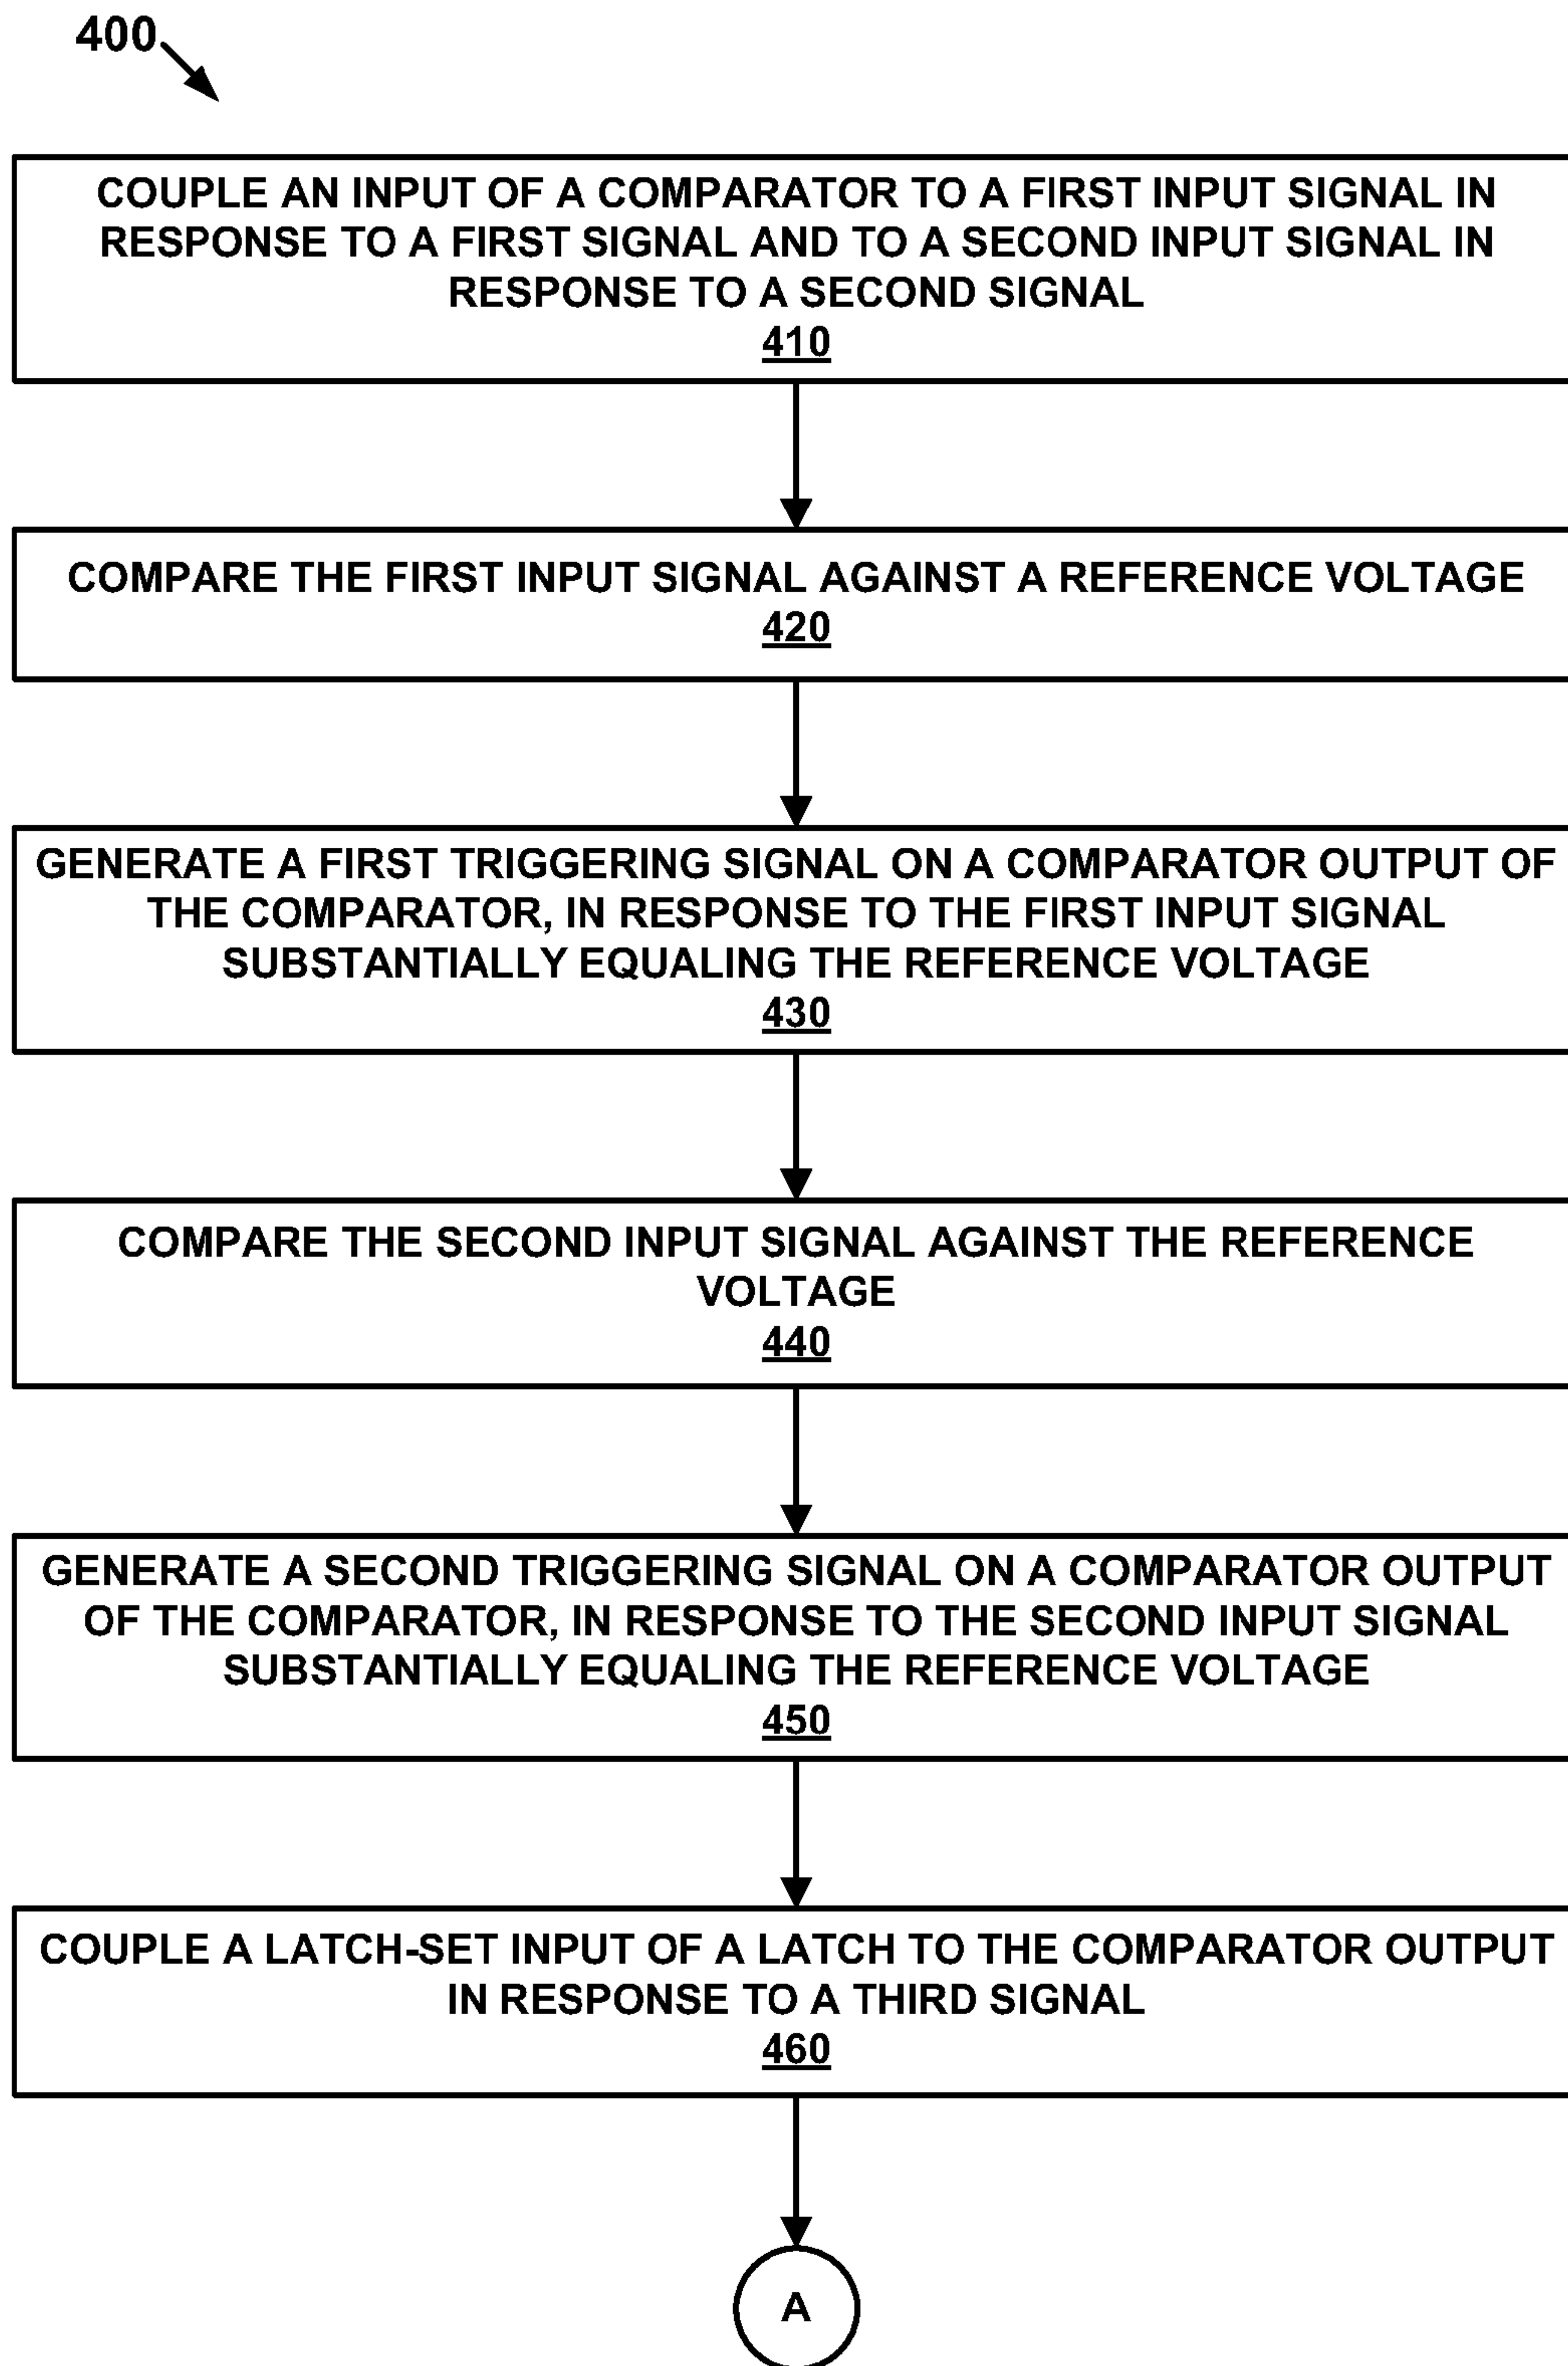 400
COUPLE AN INPUT OF A COMPARATOR TO A FIRST INPUT SIGNAL IN
RESPONSE TO A FIRST SIGNAL AND TO A SECOND INPUT SIGNAL IN
RESPONSE TO A SECOND SIGNAL
410
COMPARE THE FIRST INPUT SIGNAL AGAINST A REFERENCE VOLTAGE
420
GENERATE A FIRST TRIGGERING SIGNAL ON A COMPARATOR OUTPUT OF
THE COMPARATOR, IN RESPONSE TO THE FIRST INPUT SIGNAL
SUBSTANTIALLY EQUALING THE REFERENCE VOLTAGE
430
COMPARE THE SECOND INPUT SIGNAL AGAINST THE REFERENCE
VOLTAGE
440
GENERATE A SECOND TRIGGERING SIGNAL ON A COMPARATOR OUTPUT
OF THE COMPARATOR, IN RESPONSE TO THE SECOND INPUT SIGNAL
SUBSTANTIALLY EQUALING THE REFERENCE VOLTAGE
450
COUPLE A LATCH-SET INPUT OF A LATCH TO THE COMPARATOR OUTPUT
IN RESPONSE TO A THIRD SIGNAL
460
A